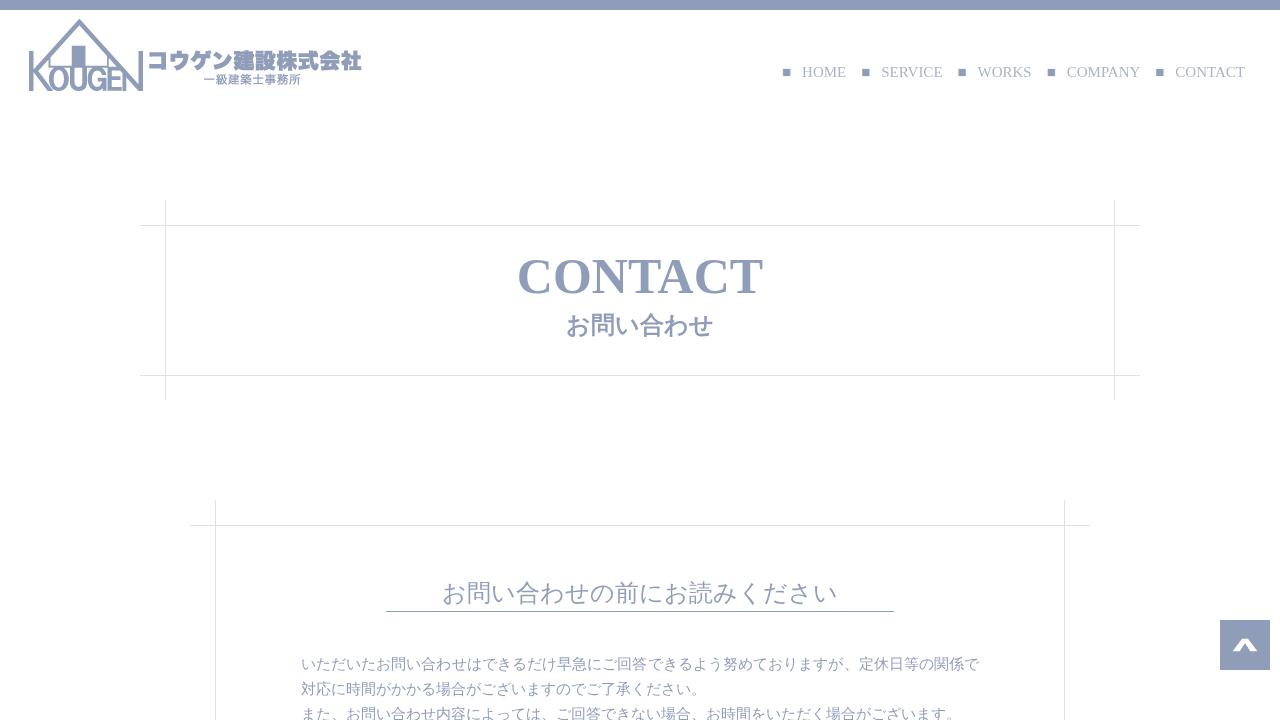 KOUGEN
コウゲン建設株式会社
一級建築士事務所
■ HOME ■ SERVICE ■ WORKS ■ COMPANY ■ CONTACT
CONTACT
お問い合わせ
お問い合わせの前にお読みください
いただいたお問い合わせはできるだけ早急にご回答できるよう努めておりますが、定休日等の関係で
対応に時間がかかる場合がございますのでご了承ください。
また、お問い合わせ内容によっては、ご回答できない場合、お時間をいただく場合がございます。